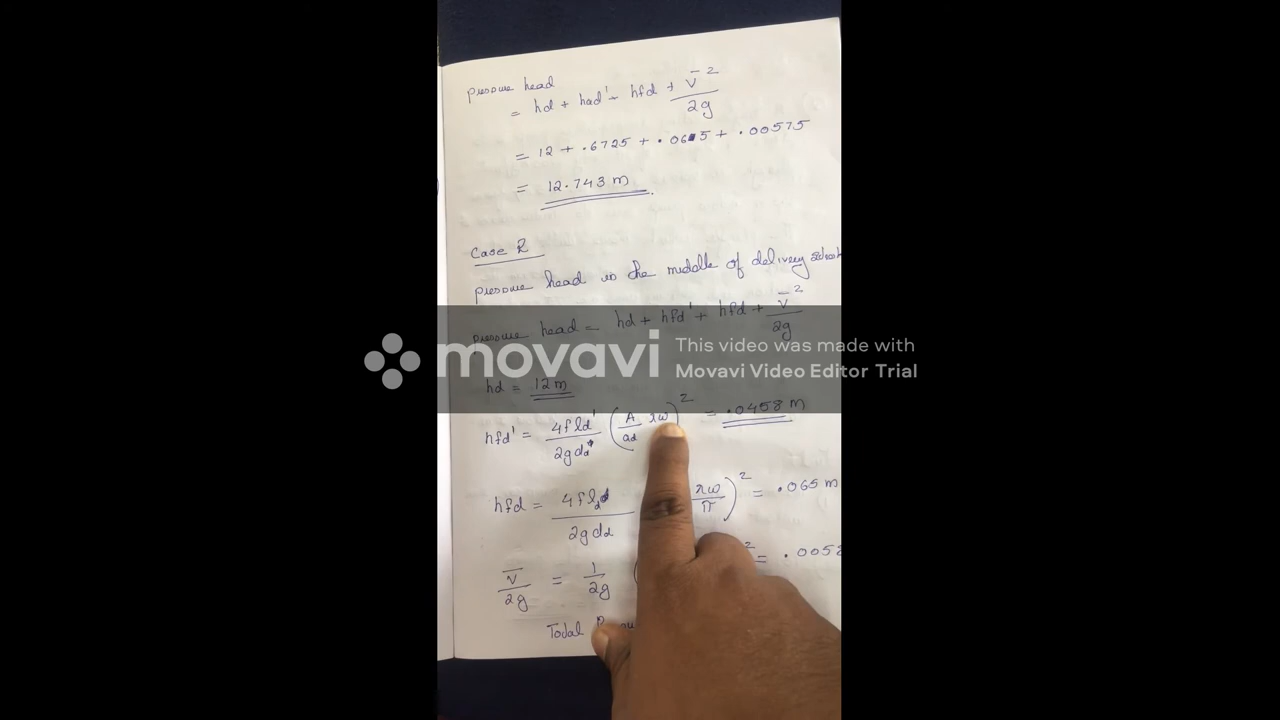 pressure head
= hd + had' - hfd + V̄²/2g
= 12 + .6725 + .065 + .00575
= 12.743 m
Case 2
pressure head in the middle of delivery
pressure head = hd + hfd' + hfd + V̄²/2g
movavi
This video was made with
Movavi Video Editor Trial
hd = 12m
hfd' = 4fld'/2gdd (A/ad rω)² = .0458 m
hfd = 4fld/2gdd rω/π)² = .065 m
V̄/2g = 1/2g ( ² = .0052
Total